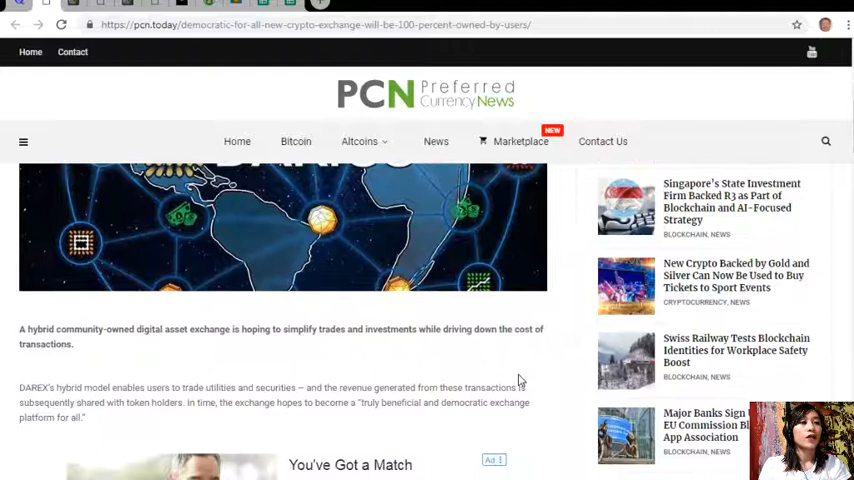 https://pcn.today/democratic-for-all-new-crypto-exchange-will-be-100-percent-owned-by-users/
Home
Contact
PCN Preferred
Currency News
NEW
Home
Bitcoin
Altcoins
News
Marketplace
Contact Us
A hybrid community-owned digital asset exchange is hoping to simplify trades and investments while driving down the cost of
transactions.
DAREX's hybrid model enables users to trade utilities and securities — and the revenue generated from these transactions is
subsequently shared with token holders. In time, the exchange hopes to become a "truly beneficial and democratic exchange
platform for all."
You've Got a Match
Ad
Singapore's State Investment
Firm Backed R3 as Part of
Blockchain and AI-Focused
Strategy
BLOCKCHAIN, NEWS
New Crypto Backed by Gold and
Silver Can Now Be Used to Buy
Tickets to Sport Events
CRYPTOCURRENCY, NEWS
Swiss Railway Tests Blockchain
Identities for Workplace Safety
Boost
BLOCKCHAIN, NEWS
Major Banks Sign
EU Commission
App Association
BLOCKCHAIN, NEWS